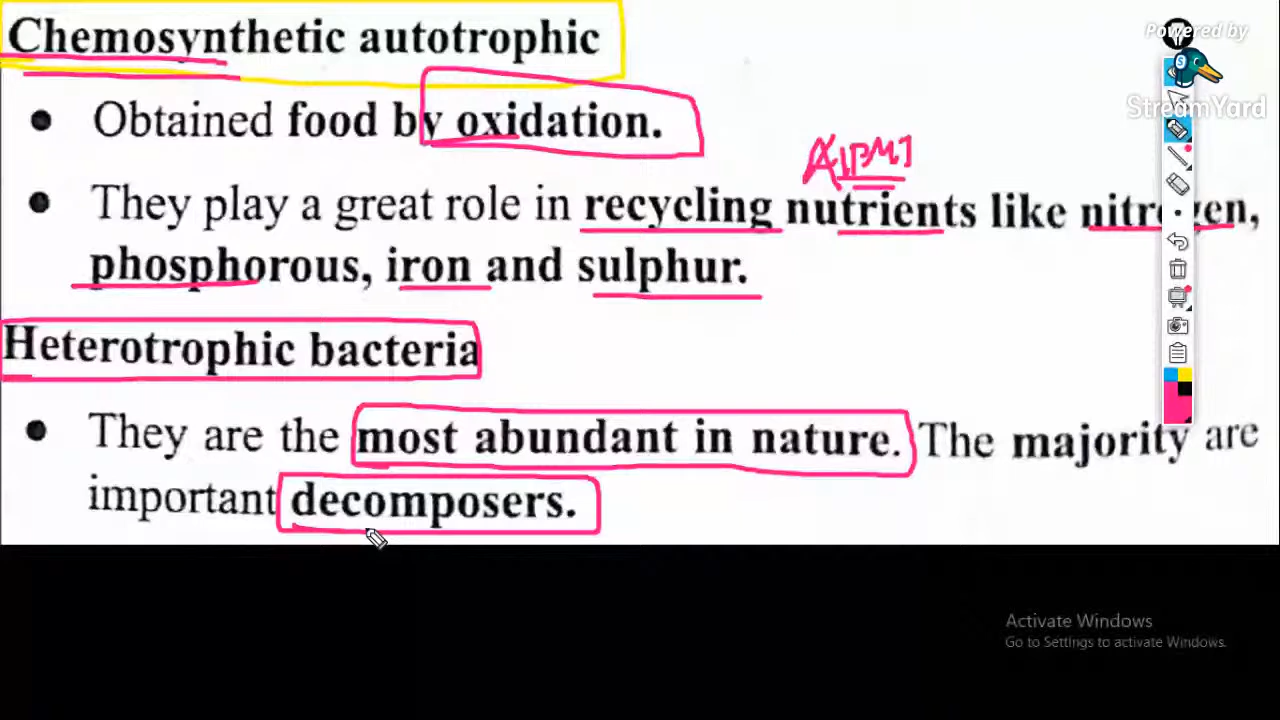 Powered by
StreamYard
Chemosynthetic autotrophic
• Obtained food by oxidation.
AIPMT
• They play a great role in recycling nutrients like nitrogen,
phosphorous, iron and sulphur.
Heterotrophic bacteria
• They are the most abundant in nature. The majority are
important decomposers.
Activate Windows
Go to Settings to activate Windows.